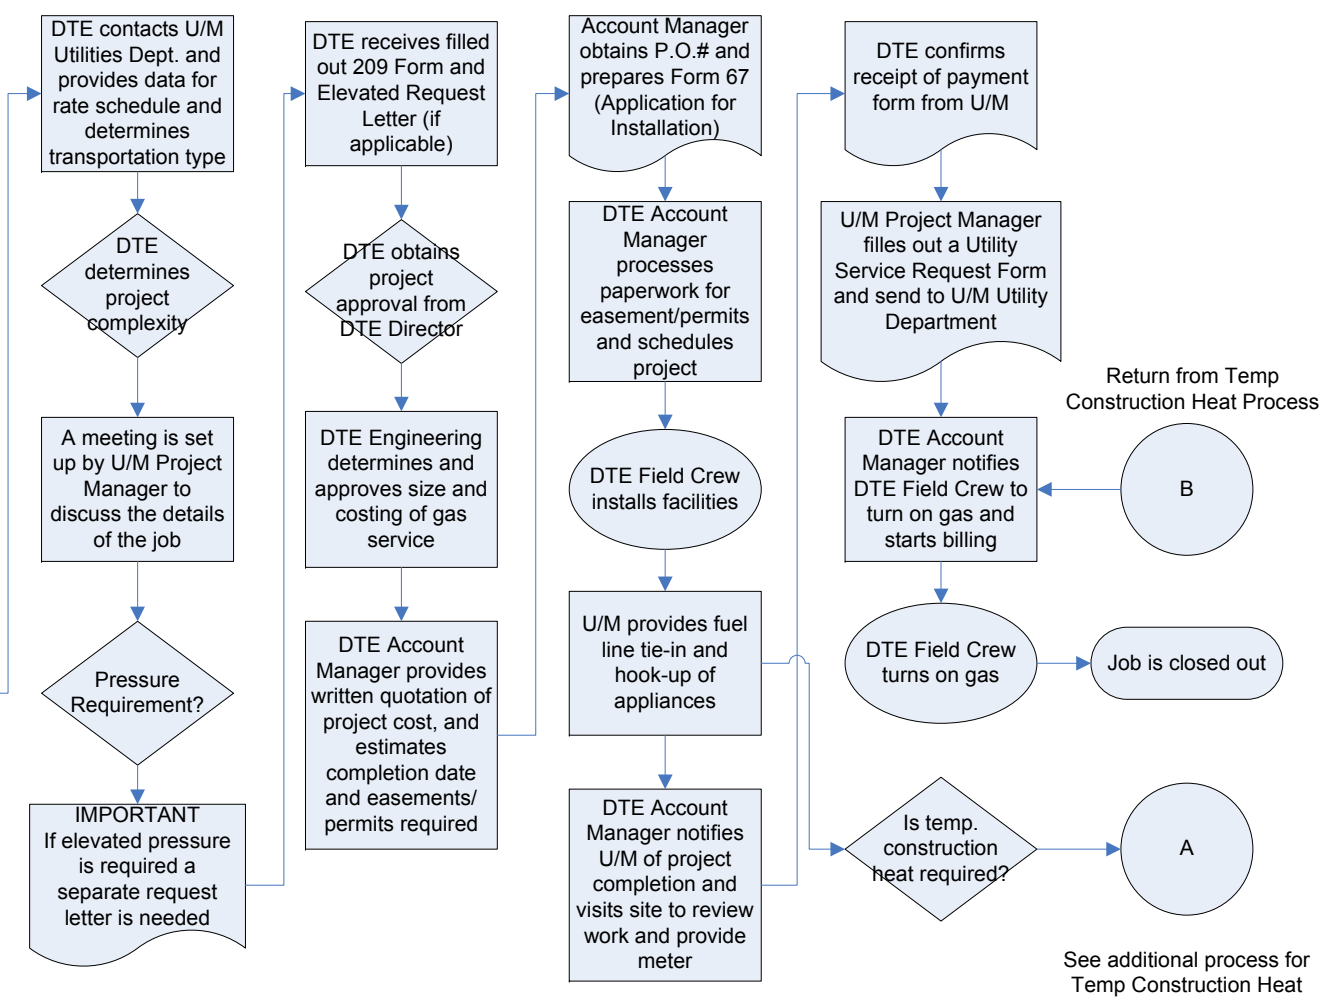 DTE contacts U/M
Utilities Dept. and
provides data for
rate schedule and
determines
transportation type
DTE
determines
project
complexity
A meeting is set
up by U/M Project
Manager to
discuss the details
of the job
Pressure
Requirement?
IMPORTANT
If elevated pressure
is required a
separate request
letter is needed
DTE receives filled
out 209 Form and
Elevated Request
Letter (if
applicable)
DTE obtains
project
approval from
DTE Director
DTE Engineering
determines and
approves size and
costing of gas
service
DTE Account
Manager provides
written quotation of
project cost, and
estimates
completion date
and easements/
permits required
Account Manager
obtains P.O.# and
prepares Form 67
(Application for
Installation)
DTE Account
Manager
processes
paperwork for
easement/permits
and schedules
project
DTE Field Crew
installs facilities
U/M provides fuel
line tie-in and
hook-up of
appliances
DTE Account
Manager notifies
U/M of project
completion and
visits site to review
work and provide
meter
DTE confirms
receipt of payment
form from U/M
U/M Project Manager
filles out a Utility
Service Request Form
and send to U/M Utility
Department
DTE Account
Manager notifies
DTE Field Crew to
turn on gas and
starts billing
DTE Field Crew
turns on gas
Is temp.
construction
heat required?
Return from Temp
Construction Heat Process
B
Job is closed out
A
See additional process for
Temp Construction Heat